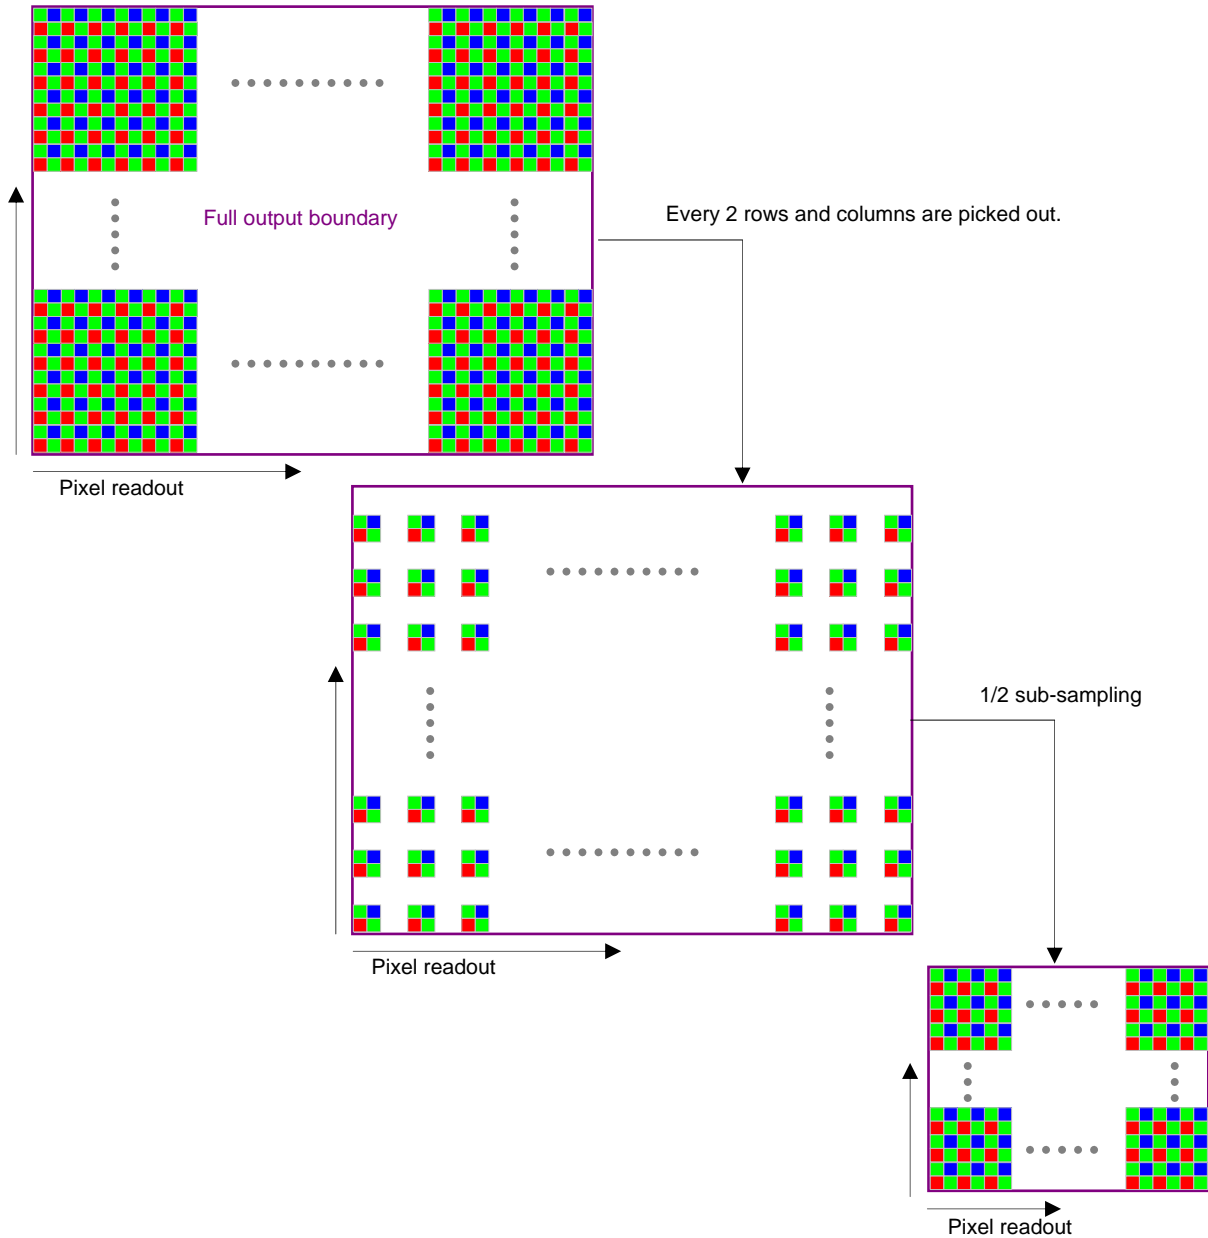 Full output boundary
Every 2 rows and columns are picked out.
Pixel readout
1/2 sub-sampling
Pixel readout
Pixel readout